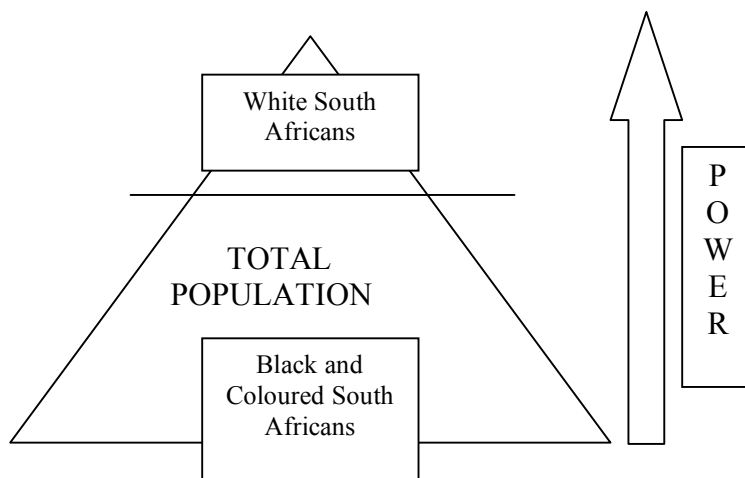 White South
Africans
TOTAL
POPULATION
Black and
Coloured South
Africans
P
O
W
E
R